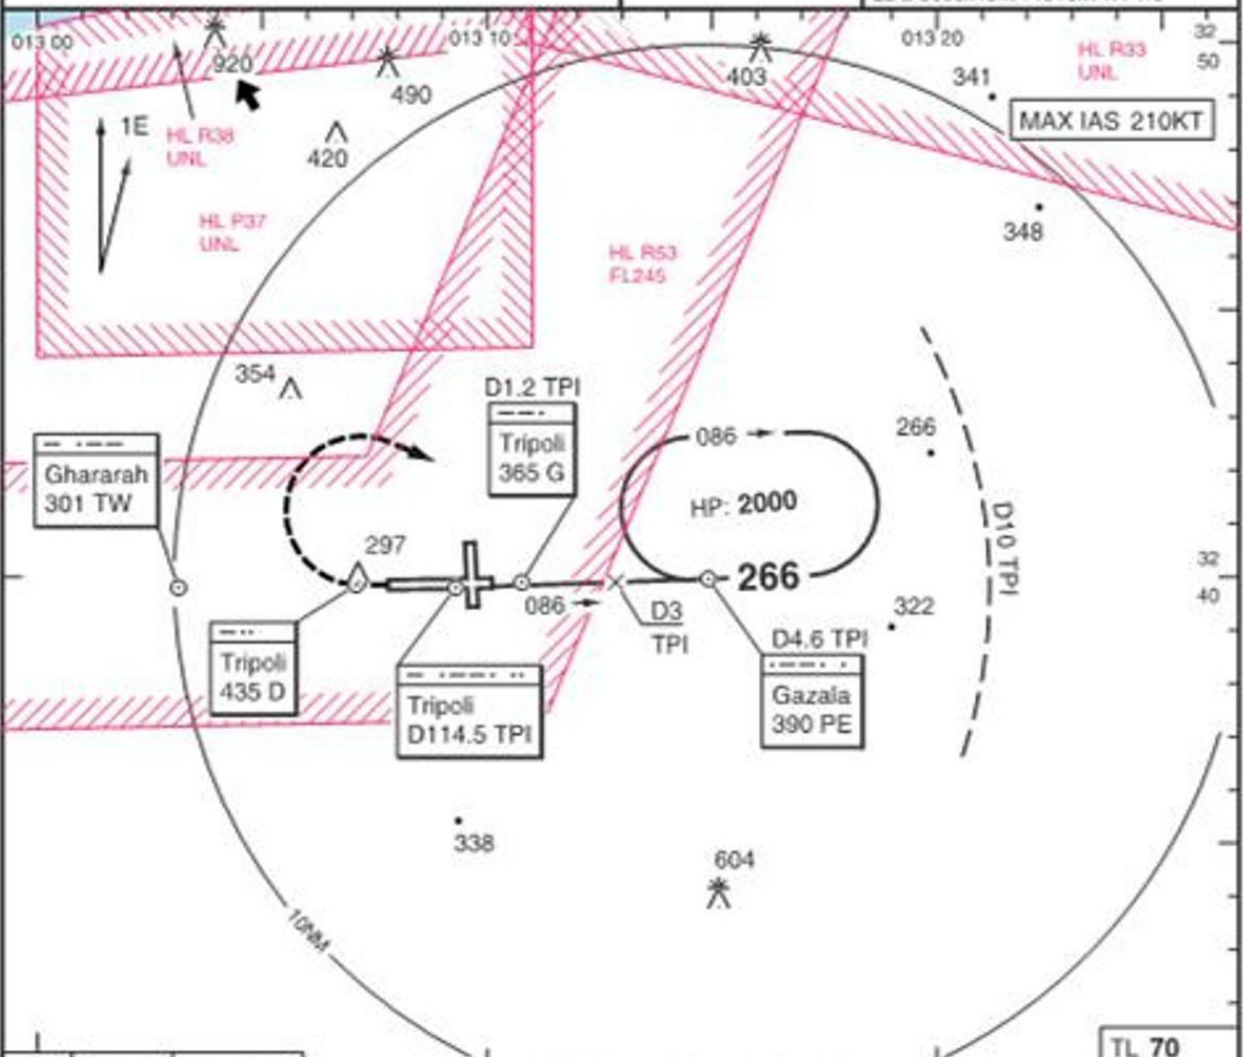 013 00
013 10
013 20
32
50
920
490
403
341
HL R33
UNL
MAX IAS 210KT
1E
HL R38
UNL
420
HL P37
UNL
348
HL R53
FL245
354
D1.2 TPI
Tripoli
365 G
086
266
Ghararah
301 TW
HP: 2000
D10 TPI
297
266
32
40
086
D3
TPI
322
Tripoli
435 D
D4.6 TPI
Gazala
390 PE
Tripoli
D114.5 TPI
338
604
10NM
TL 70